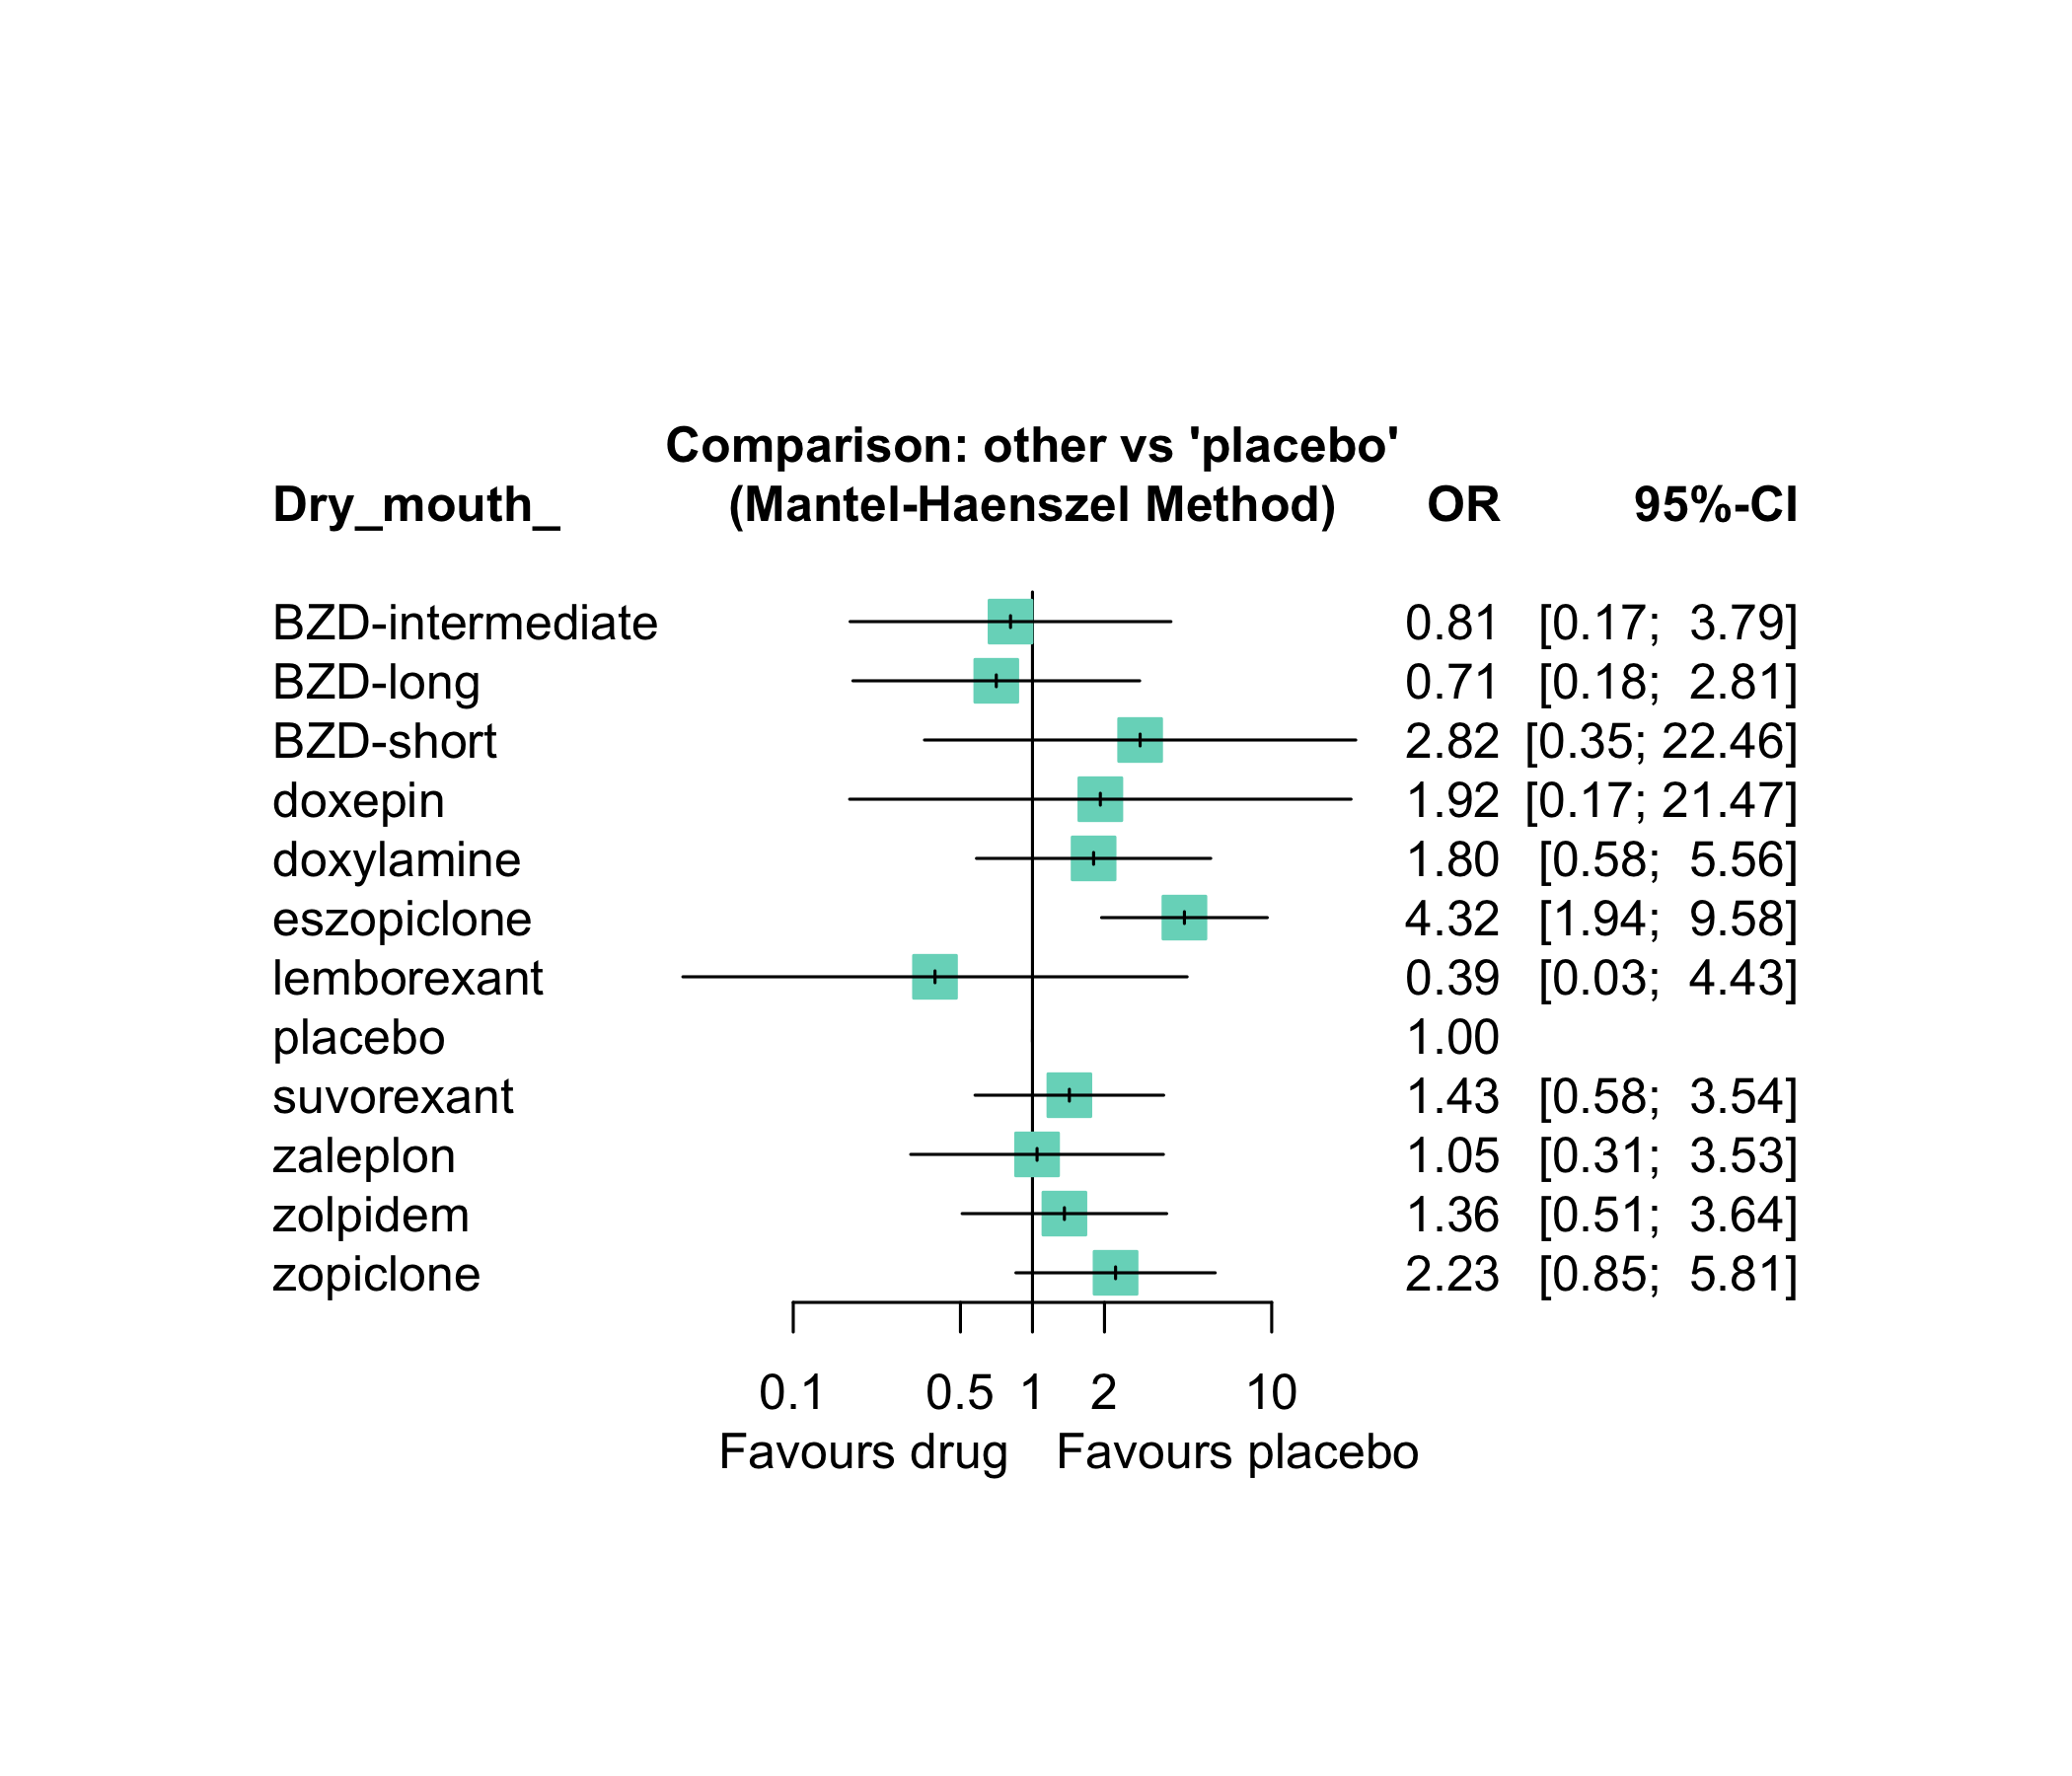 Comparison: other vs 'placebo'
Dry_mouth_ (Mantel-Haenszel Method) OR 95%-CI
BZD-intermediate 0.81 [0.17; 3.79]
BZD-long 0.71 [0.18; 2.81]
BZD-short 2.82 [0.35; 22.46]
doxepin 1.92 [0.17; 21.47]
doxylamine 1.80 [0.58; 5.56]
eszopiclone 4.32 [1.94; 9.58]
lemborexant 0.39 [0.03; 4.43]
placebo 1.00
suvorexant 1.43 [0.58; 3.54]
zaleplon 1.05 [0.31; 3.53]
zolpidem 1.36 [0.51; 3.64]
zopiclone 2.23 [0.85; 5.81]
0.1 0.5 1 2 10
Favours drug Favours placebo